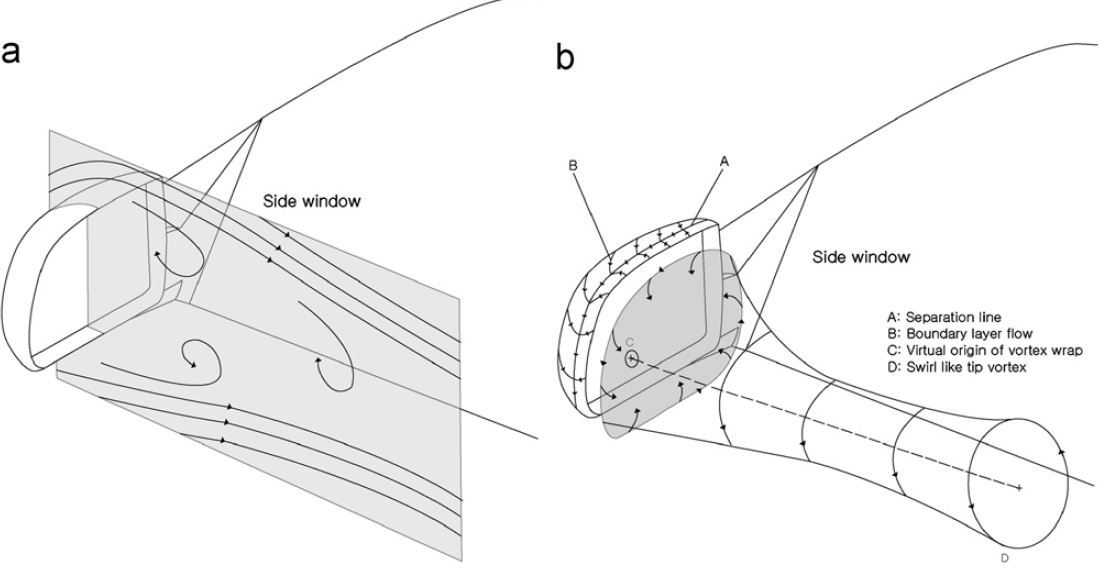 a
Side window
b
B
A
Side window
A: Separation line
B: Boundary layer flow
C: Virtual origin of vortex wrap
D: Swirl like tip vortex
C
D